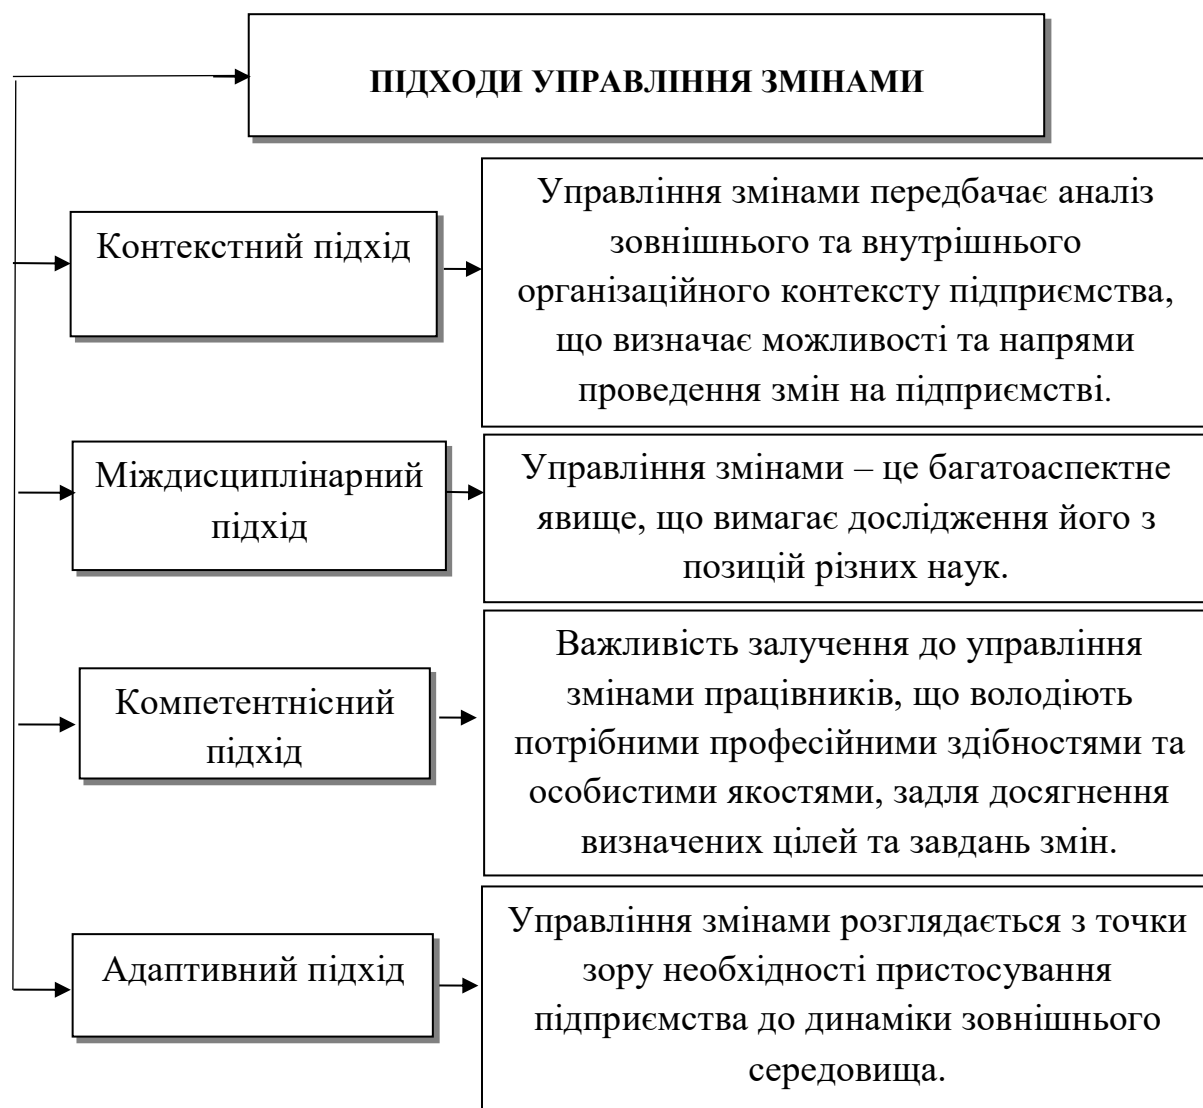 ПІДХОДИ УПРАВЛІННЯ ЗМІНАМИ
Контекстний підхід
Управління змінами передбачає аналіз
зовнішнього та внутрішнього
організаційного контексту підприємства,
що визначає можливості та напрями
проведення змін на підприємстві.
Міждисциплінарний
підхід
Управління змінами – це багатоаспектне
явище, що вимагає дослідження його з
позицій різних наук.
Компетентнісний
підхід
Важливість залучення до управління
змінами працівників, що володіють
потрібними професійними здібностями та
особистими якостями, задля досягнення
визначених цілей та завдань змін.
Адаптивний підхід
Управління змінами розглядається з точки
зору необхідності пристосування
підприємства до динаміки зовнішнього
середовища.